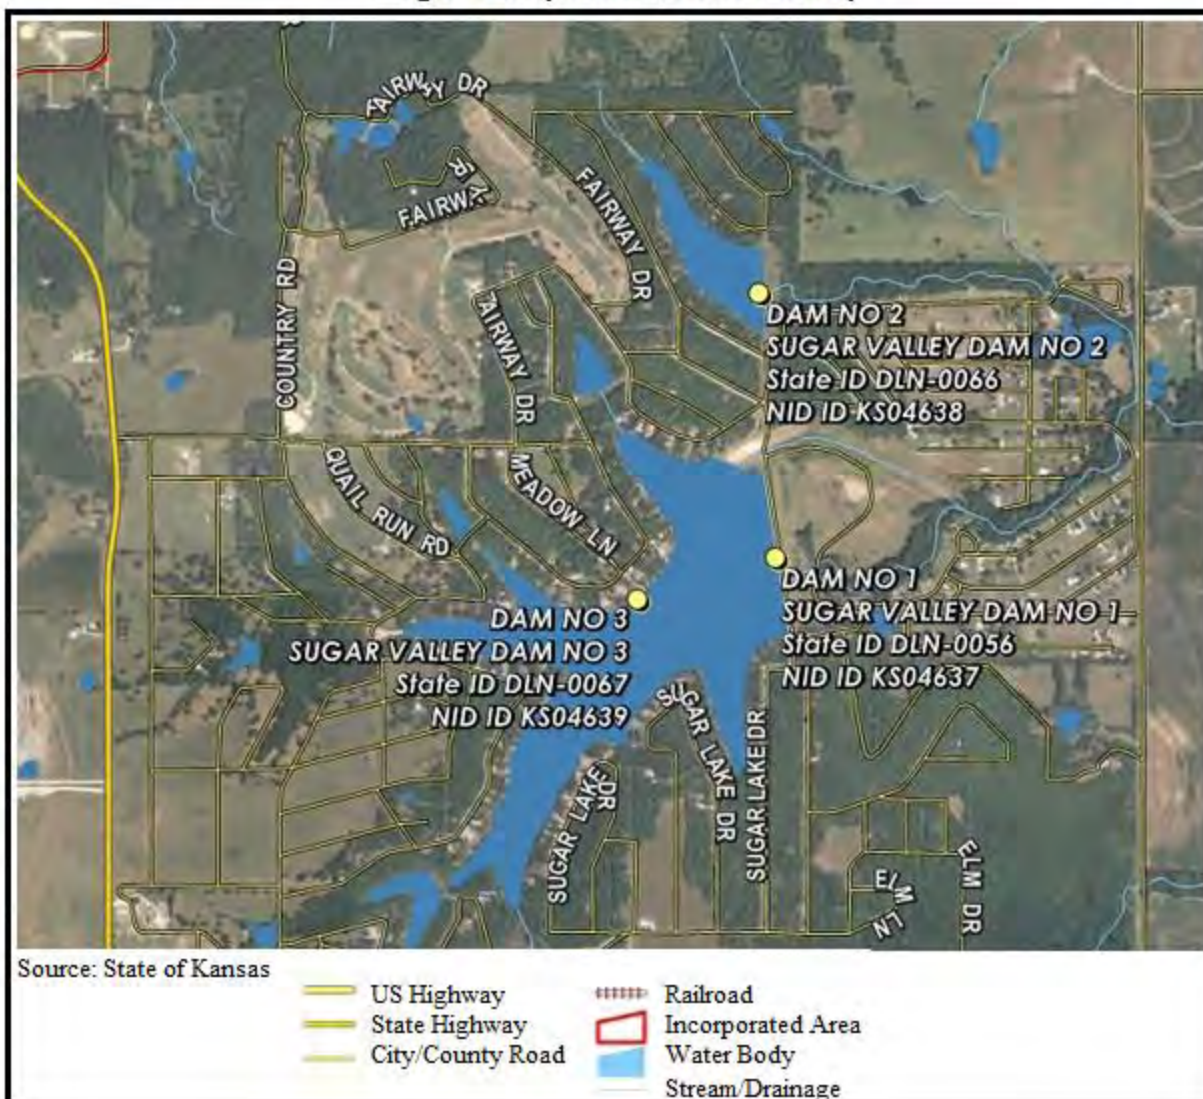 FAIRWAY DR
FAIRWAY
R
FAIRWAY DR
COUNTRY RD
AIRWAY DR
DAM NO 2
SUGAR VALLEY DAM NO 2
State ID DLN-0066
NID ID KS04638
QUAIL RUN RD
MEADOW LN
DAM NO 1
SUGAR VALLEY DAM NO 1
State ID DLN-0056
NID ID KS04637
DAM NO 3
SUGAR VALLEY DAM NO 3
State ID DLN-0067
NID ID KS04639
SUGAR LAKE DR
SUGAR LAKE DR
SUGAR LAKE DR
ELM LN
ELM DR
Source: State of Kansas
US Highway
State Highway
City/County Road
Railroad
Incorporated Area
Water Body
Stream/Drainage